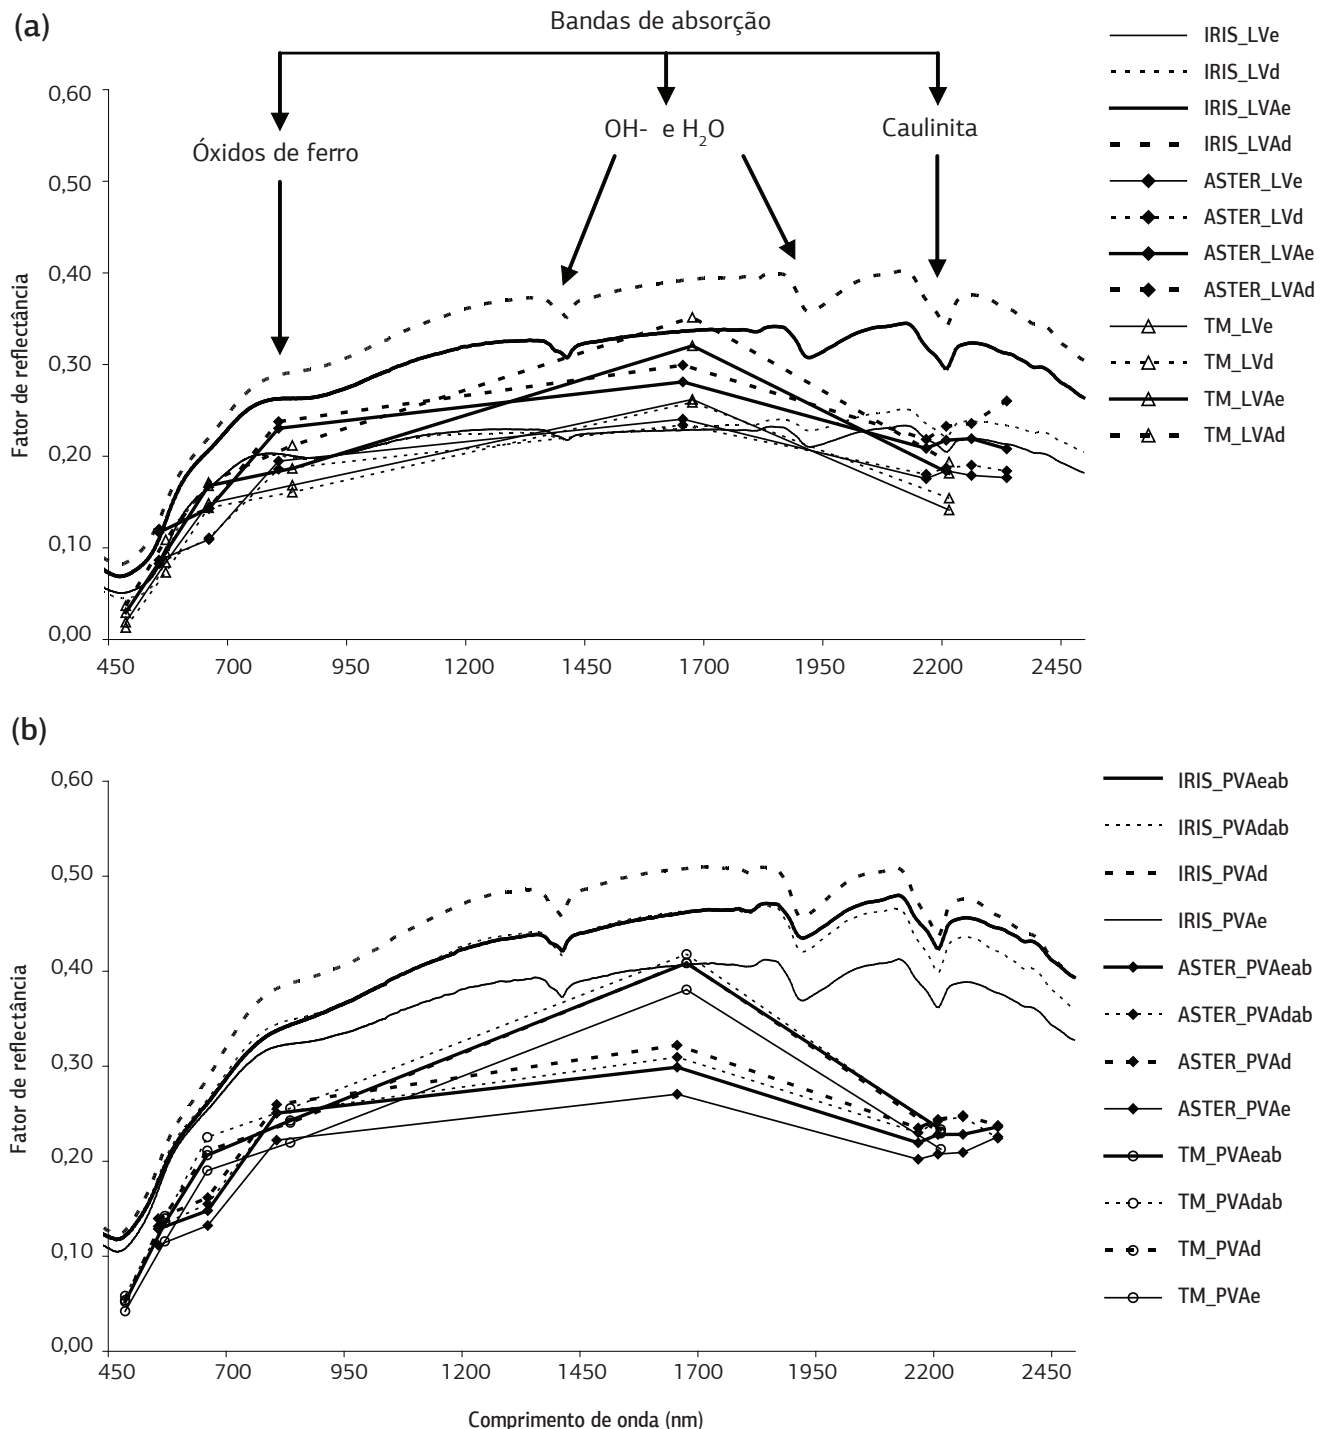 (a)
Bandas de absorção
Óxidos de ferro
OH- e H2O
Caulinita
Fator de reflectância
0,60
0,50
0,40
0,30
0,20
0,10
0,00
450 700 950 1200 1450 1700 1950 2200 2450
IRIS_LVe
IRIS_LVd
IRIS_LVAe
IRIS_LVAd
ASTER_LVe
ASTER_LVd
ASTER_LVAe
ASTER_LVAd
TM_LVe
TM_LVd
TM_LVAe
TM_LVAd
(b)
Fator de reflectância
0,60
0,50
0,40
0,30
0,20
0,10
0,00
450 700 950 1200 1450 1700 1950 2200 2450
Comprimento de onda (nm)
IRIS_PVAeab
IRIS_PVAdab
IRIS_PVAd
IRIS_PVAe
ASTER_PVAeab
ASTER_PVAdab
ASTER_PVAd
ASTER_PVAe
TM_PVAeab
TM_PVAdab
TM_PVAd
TM_PVAe